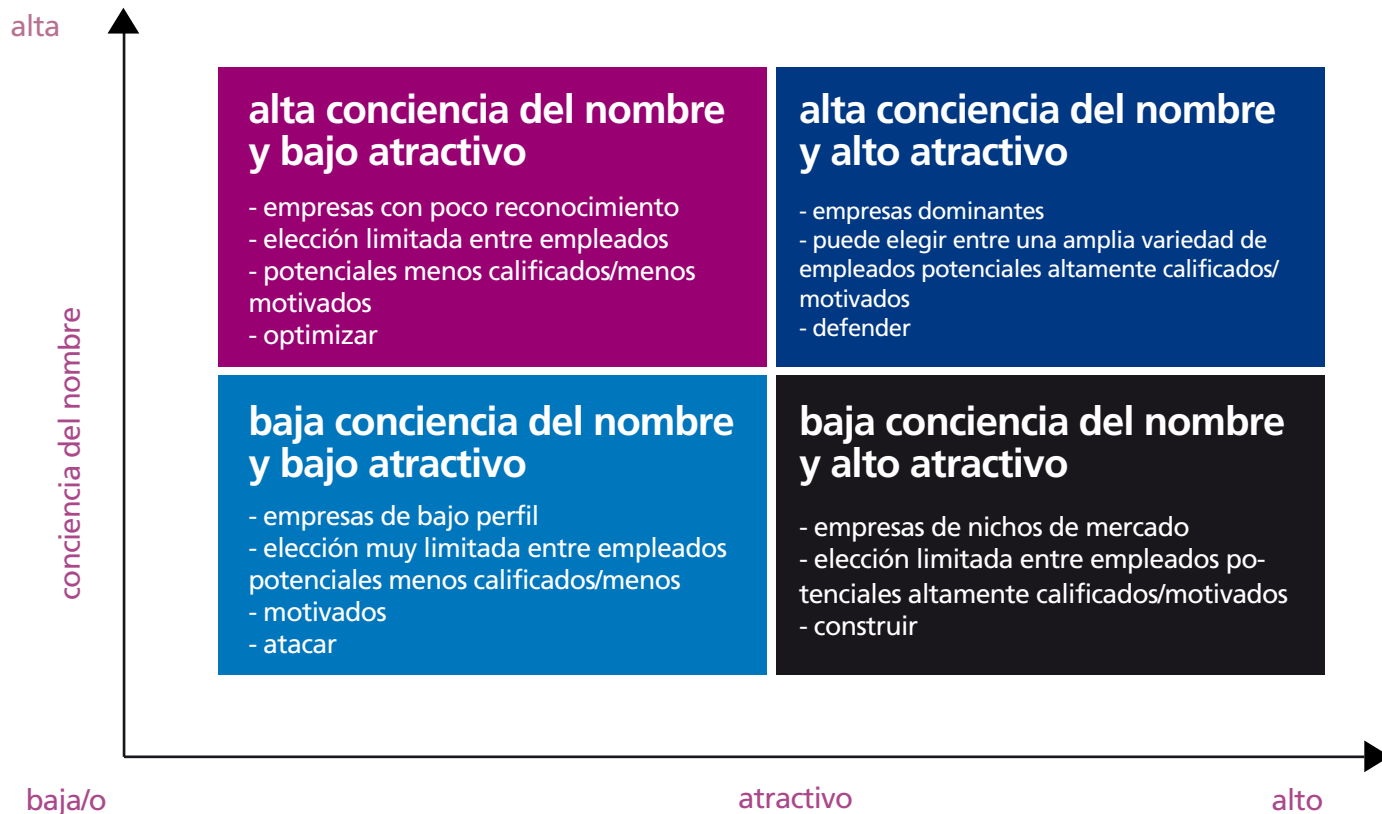 alta
alta conciencia del nombre
y bajo atractivo
- empresas con poco reconocimiento
- elección limitada entre empleados
- potenciales menos calificados/menos
motivados
- optimizar
alta conciencia del nombre
y alto atractivo
- empresas dominantes
- puede elegir entre una amplia variedad de
empleados potenciales altamente calificados/
motivados
- defender
conciencia del nombre
baja conciencia del nombre
y bajo atractivo
- empresas de bajo perfil
- elección muy limitada entre empleados
potenciales menos calificados/menos
- motivados
- atacar
baja conciencia del nombre
y alto atractivo
- empresas de nichos de mercado
- elección limitada entre empleados po-
tenciales altamente calificados/motivados
- construir
baja/o
atractivo
alto